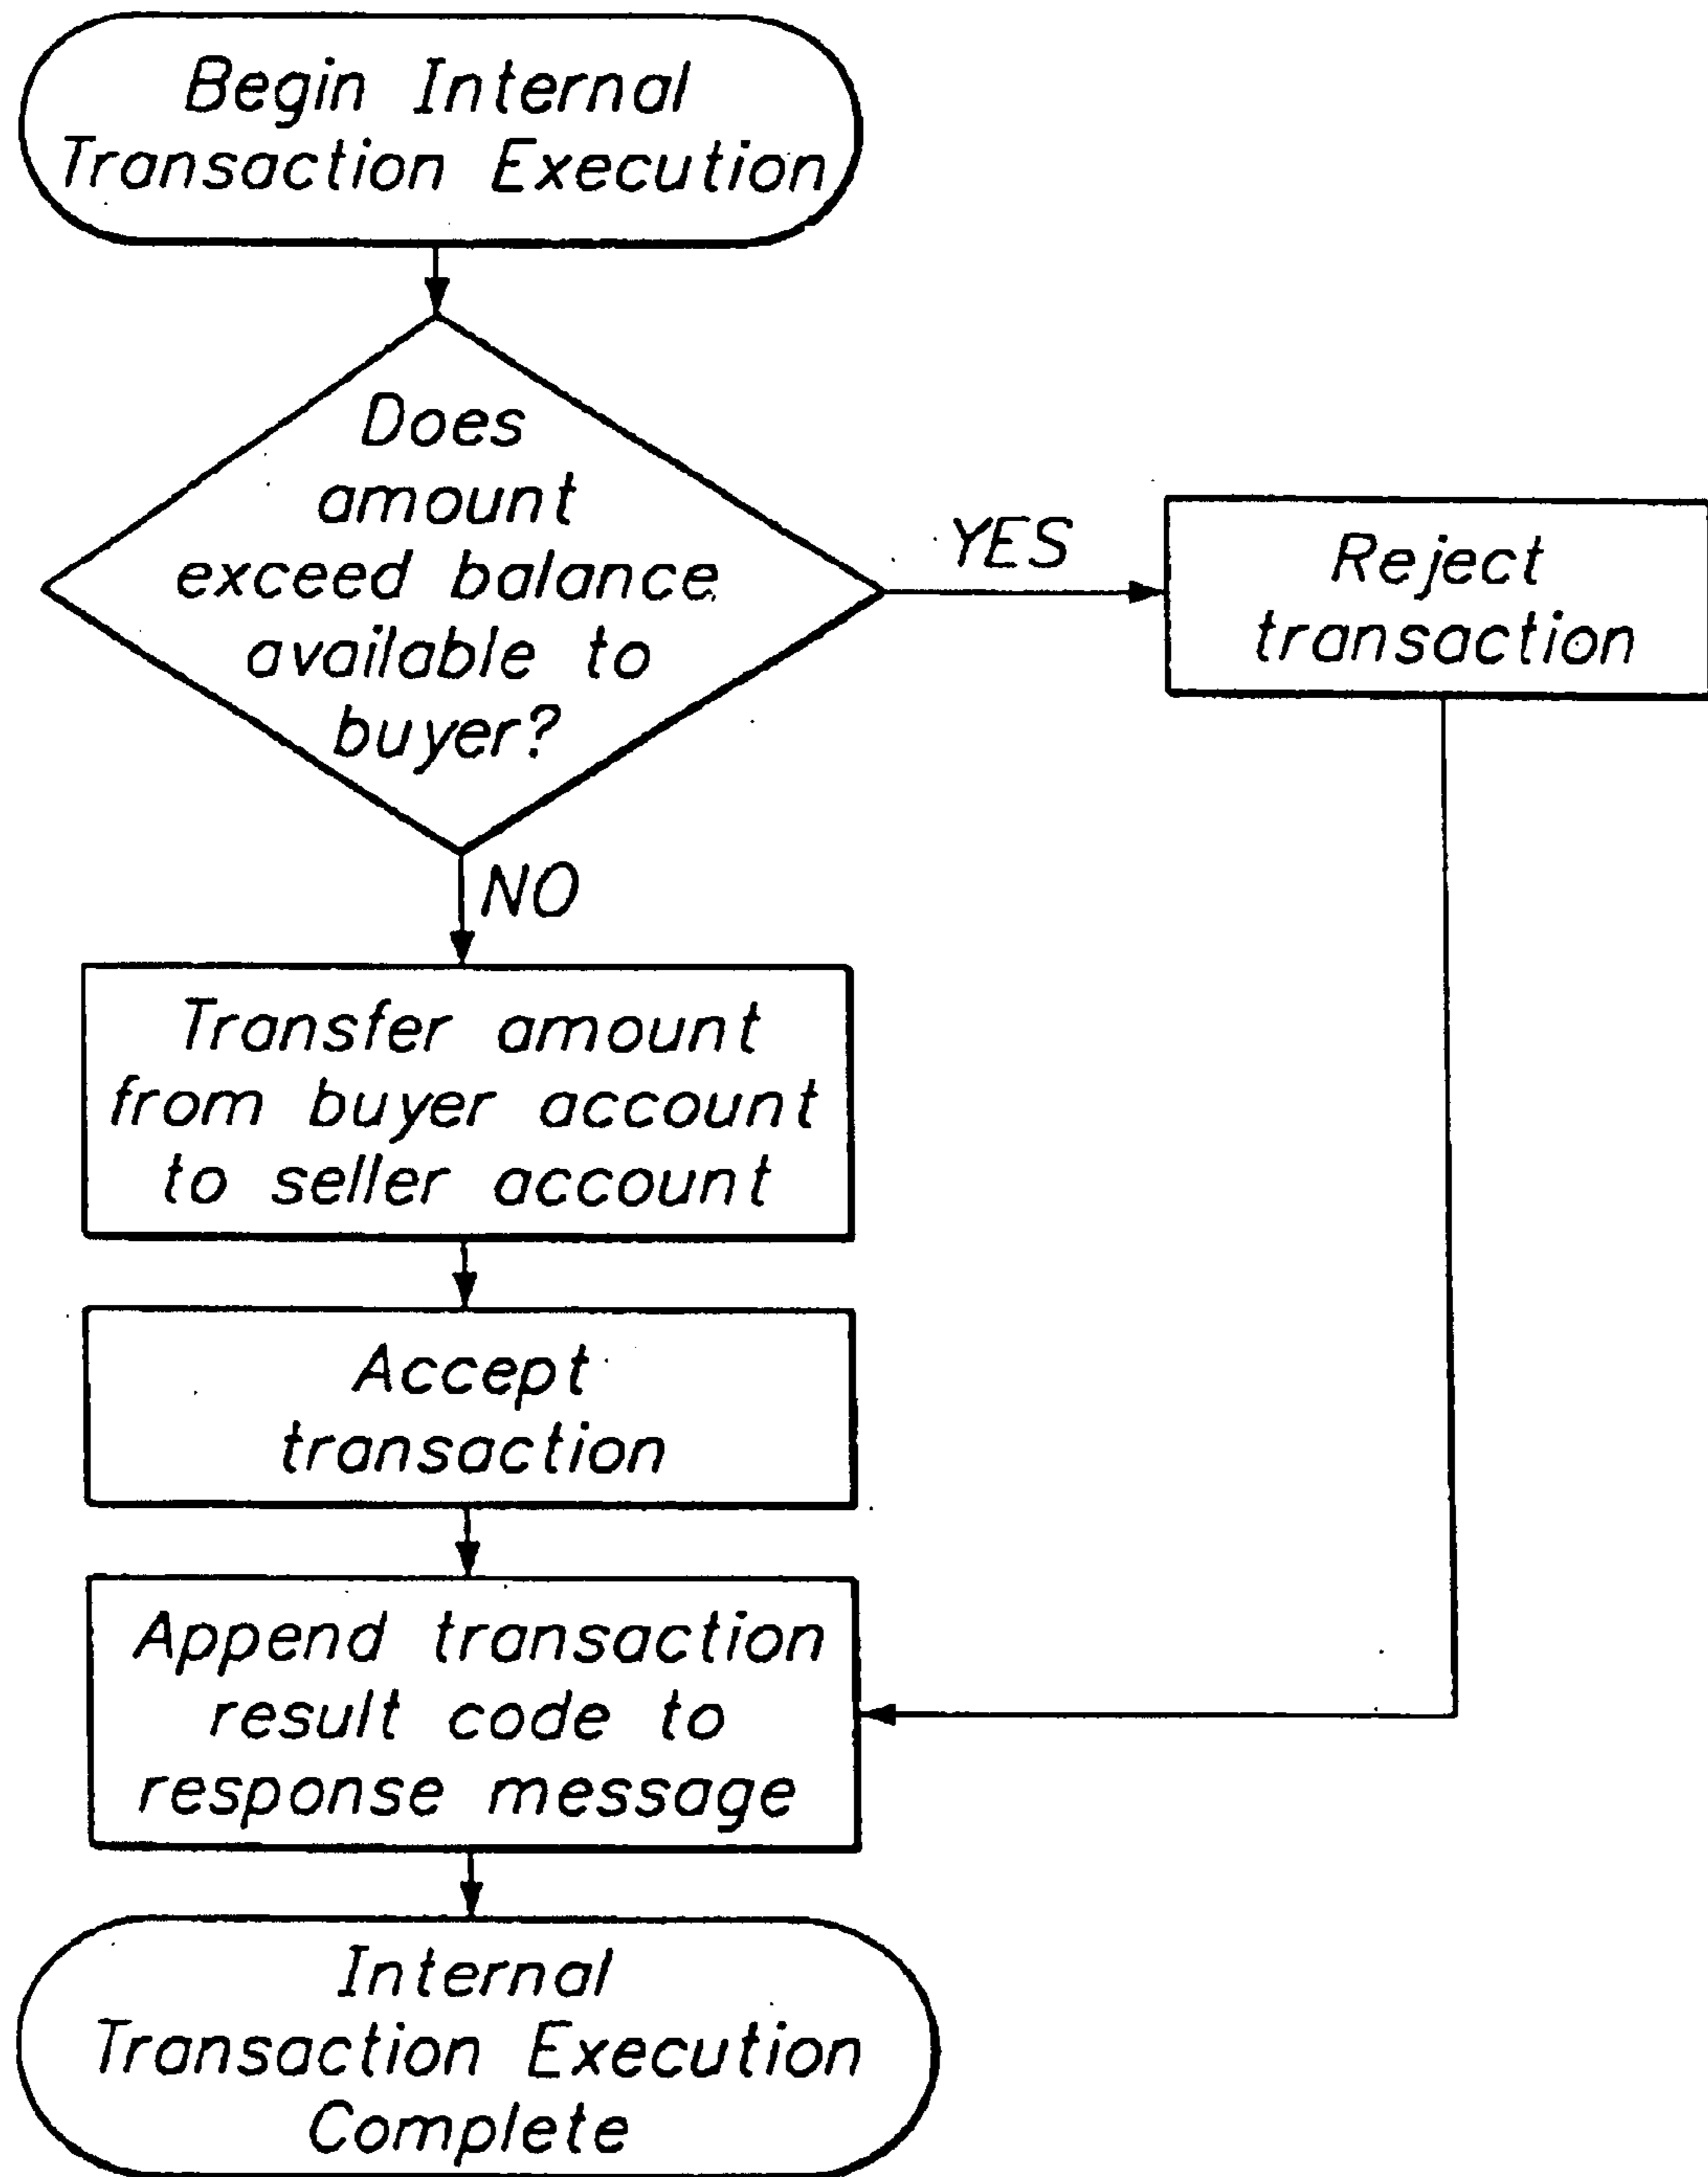 Begin Internal
Transaction Execution
Does
amount
exceed balance
available to
buyer?
YES
Reject
transaction
NO
Transfer amount
from buyer account
to seller account
Accept
transaction
Append transaction
result code to
response message
Internal
Transaction Execution
Complete